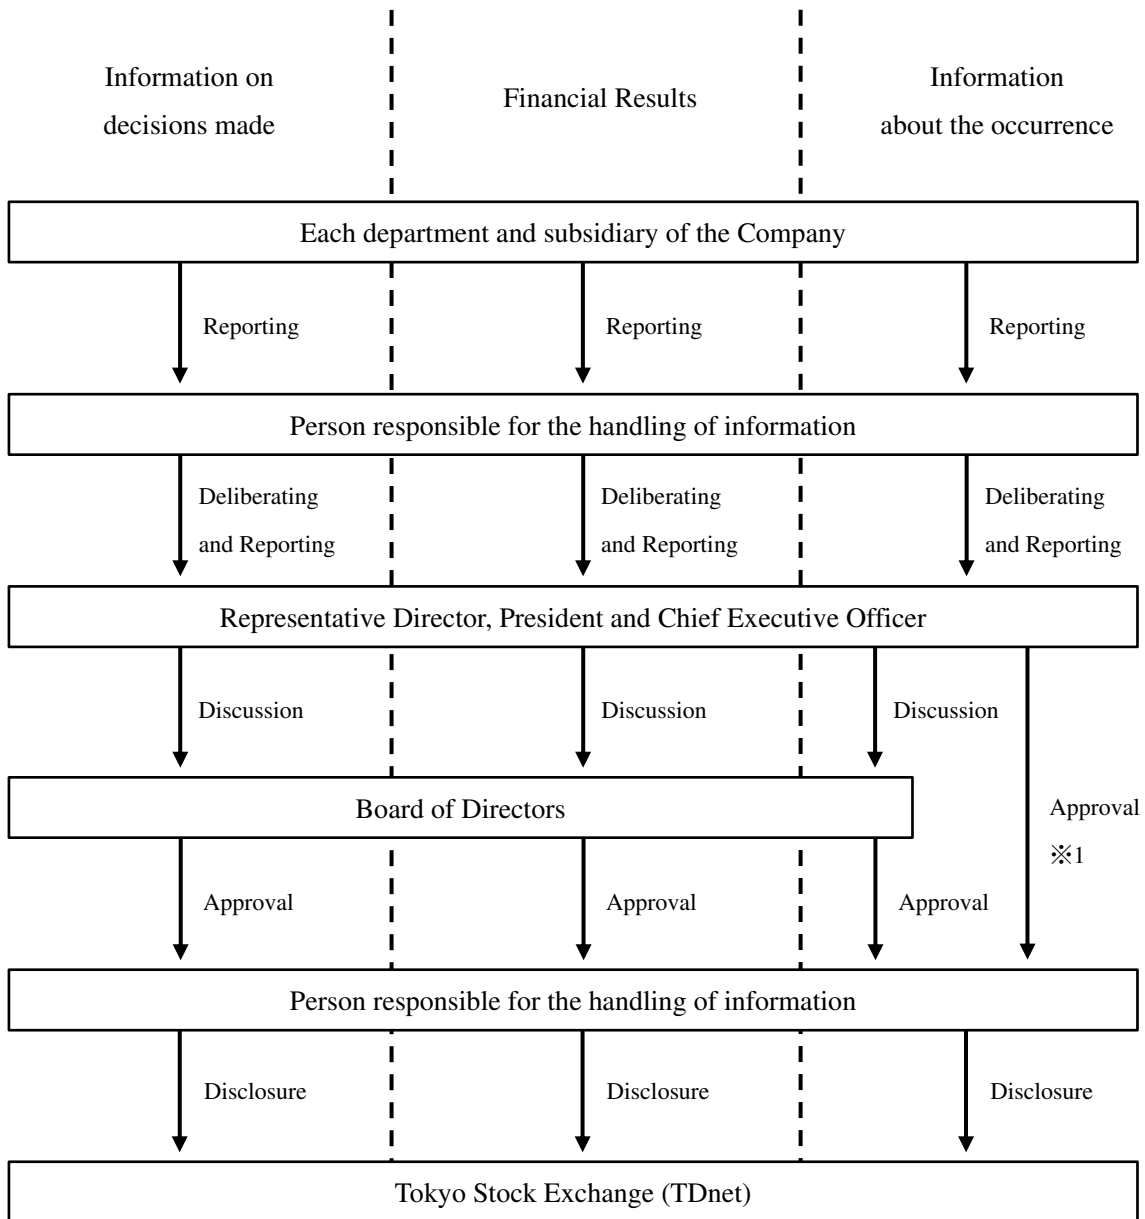 Information on
decisions made
Financial Results
Information
about the occurrence
Each department and subsidiary of the Company
Reporting
Reporting
Reporting
Person responsible for the handling of information
Deliberating
and Reporting
Deliberating
and Reporting
Deliberating
and Reporting
Representative Director, President and Chief Executive Officer
Discussion
Discussion
Discussion
Board of Directors
Approval
※1
Approval
Approval
Approval
Person responsible for the handling of information
Disclosure
Disclosure
Disclosure
Tokyo Stock Exchange (TDnet)